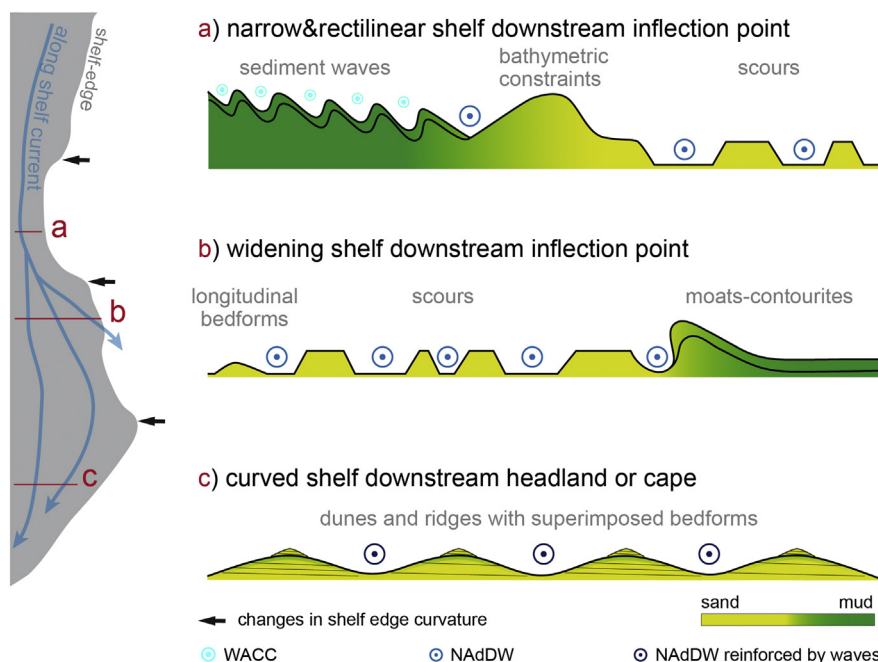 along shelf current
shelf-edge
a
b
c
a) narrow&rectilinear shelf downstream inflection point
sediment waves
bathymetric
constraints
scours
b) widening shelf downstream inflection point
longitudinal
bedforms
scours
moats-contourites
c) curved shelf downstream headland or cape
dunes and ridges with superimposed bedforms
changes in shelf edge curvature
sand
mud
WACC
NAdDW
NAdDW reinforced by waves